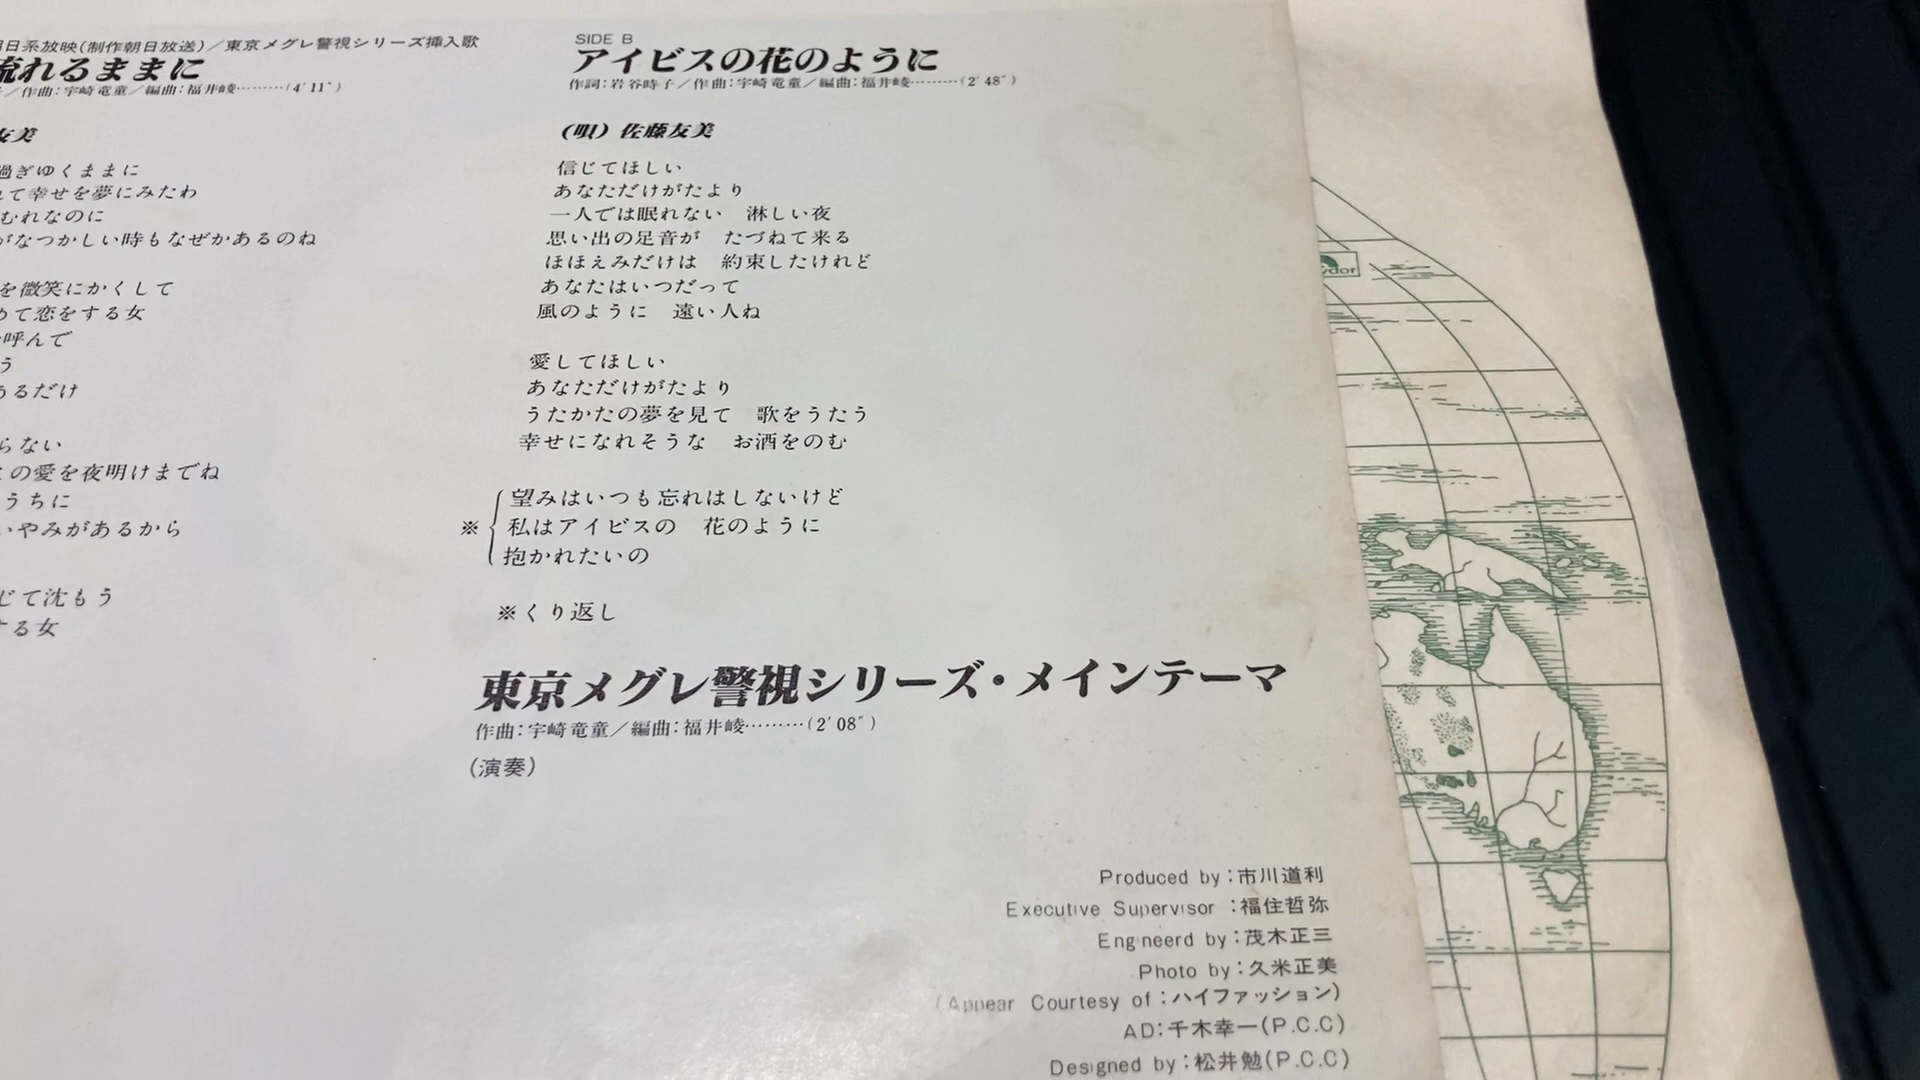 日系放映(制作朝日放送)／東京メグレ警視シリーズ挿入歌
流れるままに
／作曲:宇崎竜童／編曲:福井崚………(4'11")
友美
過ぎゆくままに
て幸せを夢にみたわ
むれなのに
がなつかしい時もなぜかあるのね
を微笑にかくして
めて恋をする女
呼んで
う
あるだけ
らない
の愛を夜明けまでね
うちに
いやみがあるから
じて沈もう
する女
SIDE B
アイビスの花のように
作詞:岩谷時子／作曲:宇崎竜童／編曲:福井崚………(2'48")
(唄) 佐藤友美
信じてほしい
あなただけがたより
一人では眠れない　淋しい夜
思い出の足音が　たづねて来る
ほほえみだけは　約束したけれど
あなたはいつだって
風のように　遠い人ね
愛してほしい
あなただけがたより
うたかたの夢を見て　歌をうたう
幸せになれそうな　お酒をのむ
望みはいつも忘れはしないけど
※ 私はアイビスの　花のように
抱かれたいの
※くり返し
東京メグレ警視シリーズ・メインテーマ
作曲:宇崎竜童／編曲:福井崚………(2'08")
(演奏)
Produced by:市川道利
Executive Supervisor :福住哲弥
Engneerd by:茂木正三
Photo by:久米正美
(Appear Courtesy of:ハイファッション)
AD:千木幸一(P.C.C)
Designed by:松井勉(P.C.C)
dor